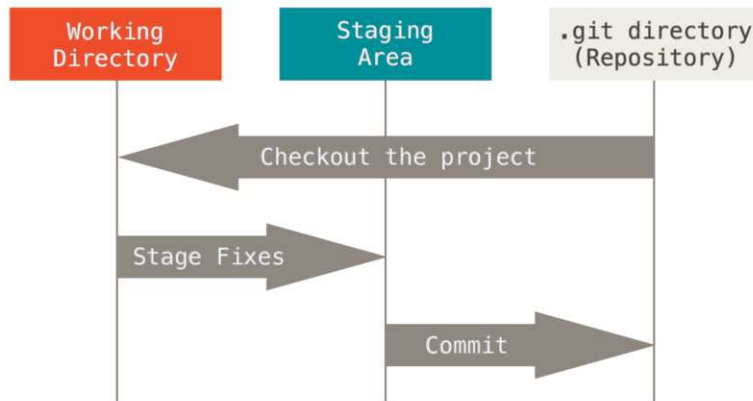 Working
Directory
Staging
Area
.git directory
(Repository)
Checkout the project
Stage Fixes
Commit